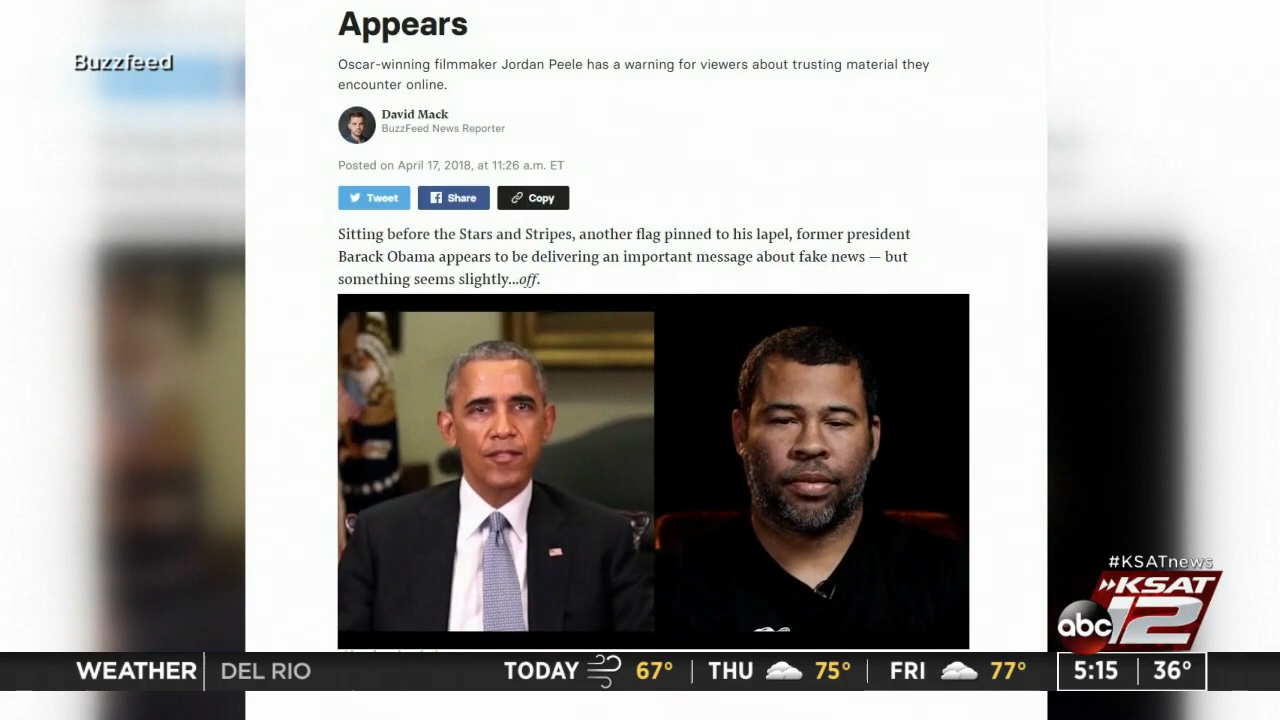 Buzzfeed
Appears
Oscar-winning filmmaker Jordan Peele has a warning for viewers about trusting material they
encounter online.
David Mack
BuzzFeed News Reporter
Posted on April 17, 2018, at 11:26 a.m. ET
Tweet
Share
Copy
Sitting before the Stars and Stripes, another flag pinned to his lapel, former president
Barack Obama appears to be delivering an important message about fake news — but
something seems slightly...off.
#KSATnews
KSAT
abc 12
WEATHER DEL RIO TODAY 67° THU 75° FRI 77° 5:15 36°